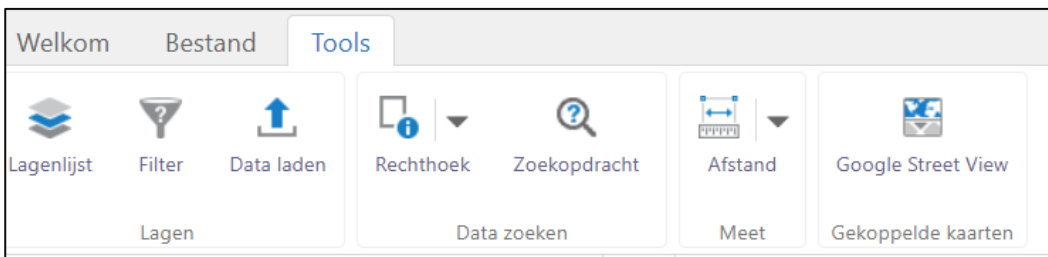 Welkom Bestand Tools
Lagenlijst Filter Data laden Rechthoek Zoekopdracht Afstand Google Street View
Lagen Data zoeken Meet Gekoppelde kaarten